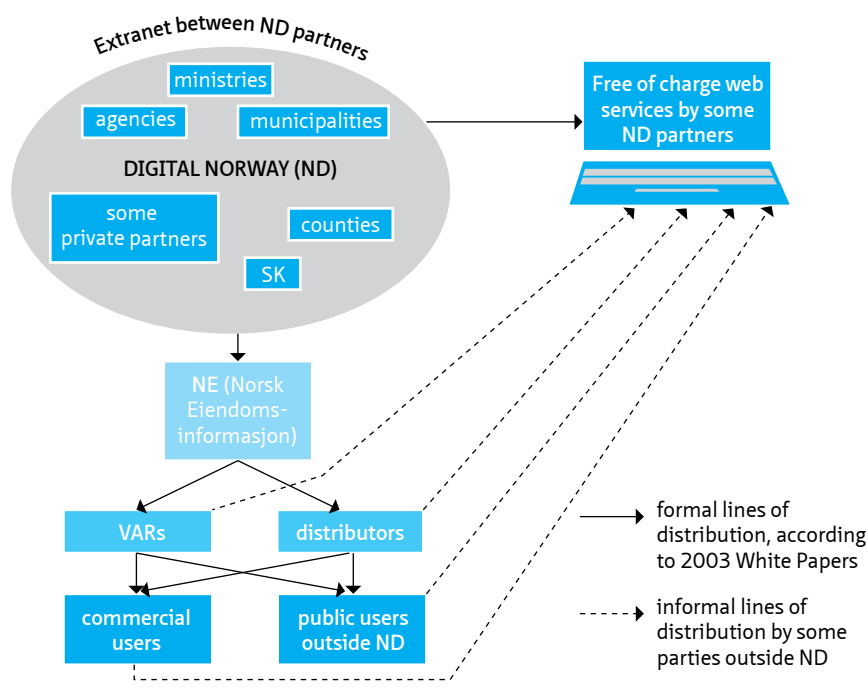 Extranet between ND partners
ministries
agencies
municipalities
DIGITAL NORWAY (ND)
some
private partners
counties
SK
Free of charge web
services by some
ND partners
NE (Norsk
Eiendoms-
informasjon)
VARs
distributors
commercial
users
public users
outside ND
formal lines of
distribution, according
to 2003 White Papers
informal lines of
distribution by some
parties outside ND